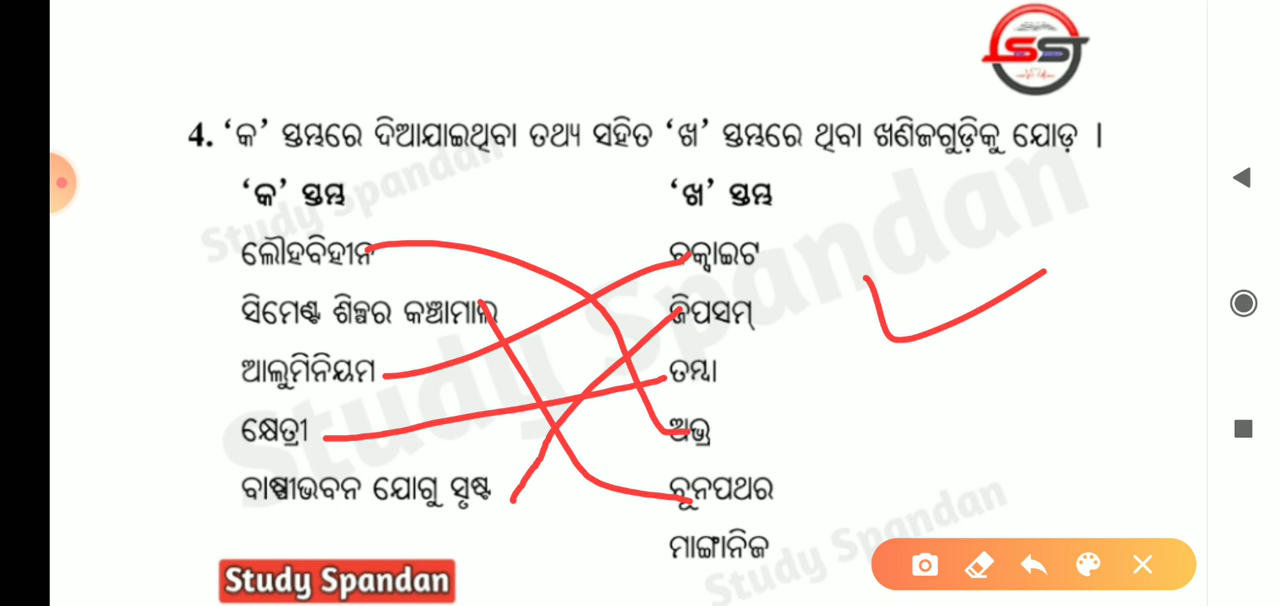 SS
4. ‘କ’ ସ୍ତମ୍ଭରେ ଦିଆଯାଇଥିବା ତଥ୍ୟ ସହିତ ‘ଖ’ ସ୍ତମ୍ଭରେ ଥିବା ଖଣିଜଗୁଡ଼ିକୁ ଯୋଡ଼ ।
‘କ’ ସ୍ତମ୍ଭ ‘ଖ’ ସ୍ତମ୍ଭ
ଲୌହବିହୀନ ବକ୍ସାଇଟ
ସିମେଣ୍ଟ ଶିଳ୍ପର କଞ୍ଚାମାଲ ଜିପସମ୍
ଆଲୁମିନିୟମ ତମ୍ବା
କ୍ଷେତ୍ରୀ ଅଭ୍ର
ବାଷ୍ପୀଭବନ ଯୋଗୁ ସୃଷ୍ଟ ଚୂନପଥର
ମାଙ୍ଗାନିଜ
Study Spandan
Study Spandan
Study Spandan
Study Spandan